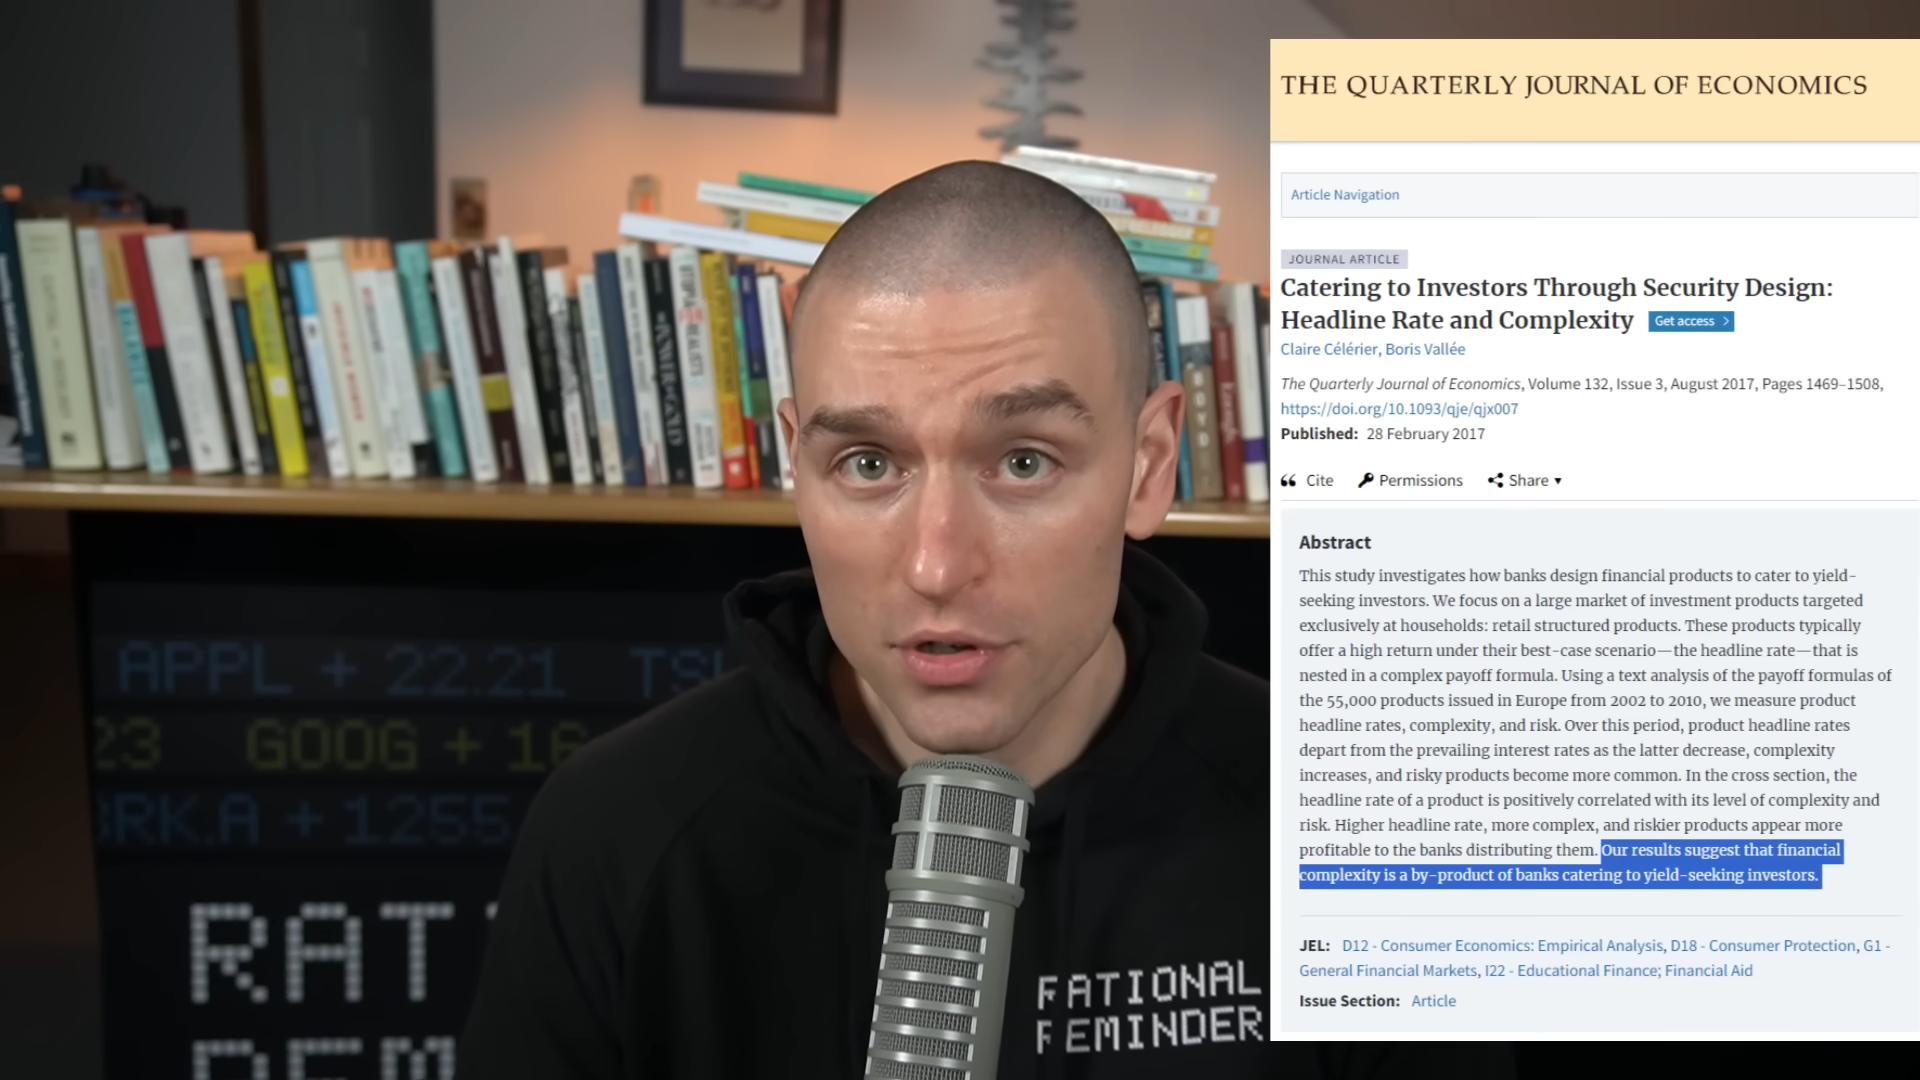 THE QUARTERLY JOURNAL OF ECONOMICS
Article Navigation
JOURNAL ARTICLE
Catering to Investors Through Security Design:
Headline Rate and Complexity Get access
Claire Célérier, Boris Vallée
The Quarterly Journal of Economics, Volume 132, Issue 3, August 2017, Pages 1469–1508,
https://doi.org/10.1093/qje/qjx007
Published: 28 February 2017
Cite Permissions Share
Abstract
This study investigates how banks design financial products to cater to yield-
seeking investors. We focus on a large market of investment products targeted
exclusively at households: retail structured products. These products typically
offer a high return under their best-case scenario—the headline rate—that is
nested in a complex payoff formula. Using a text analysis of the payoff formulas of
the 55,000 products issued in Europe from 2002 to 2010, we measure product
headline rates, complexity, and risk. Over this period, product headline rates
depart from the prevailing interest rates as the latter decrease, complexity
increases, and risky products become more common. In the cross section, the
headline rate of a product is positively correlated with its level of complexity and
risk. Higher headline rate, more complex, and riskier products appear more
profitable to the banks distributing them. Our results suggest that financial
complexity is a by-product of banks catering to yield-seeking investors.
JEL: D12 - Consumer Economics: Empirical Analysis, D18 - Consumer Protection, G1 -
General Financial Markets, I22 - Educational Finance; Financial Aid
Issue Section: Article
APPL + 22.21 TSL
23 GOOG + 16
BRK.A + 1255
RAT
REM
RATIONAL
REMINDER